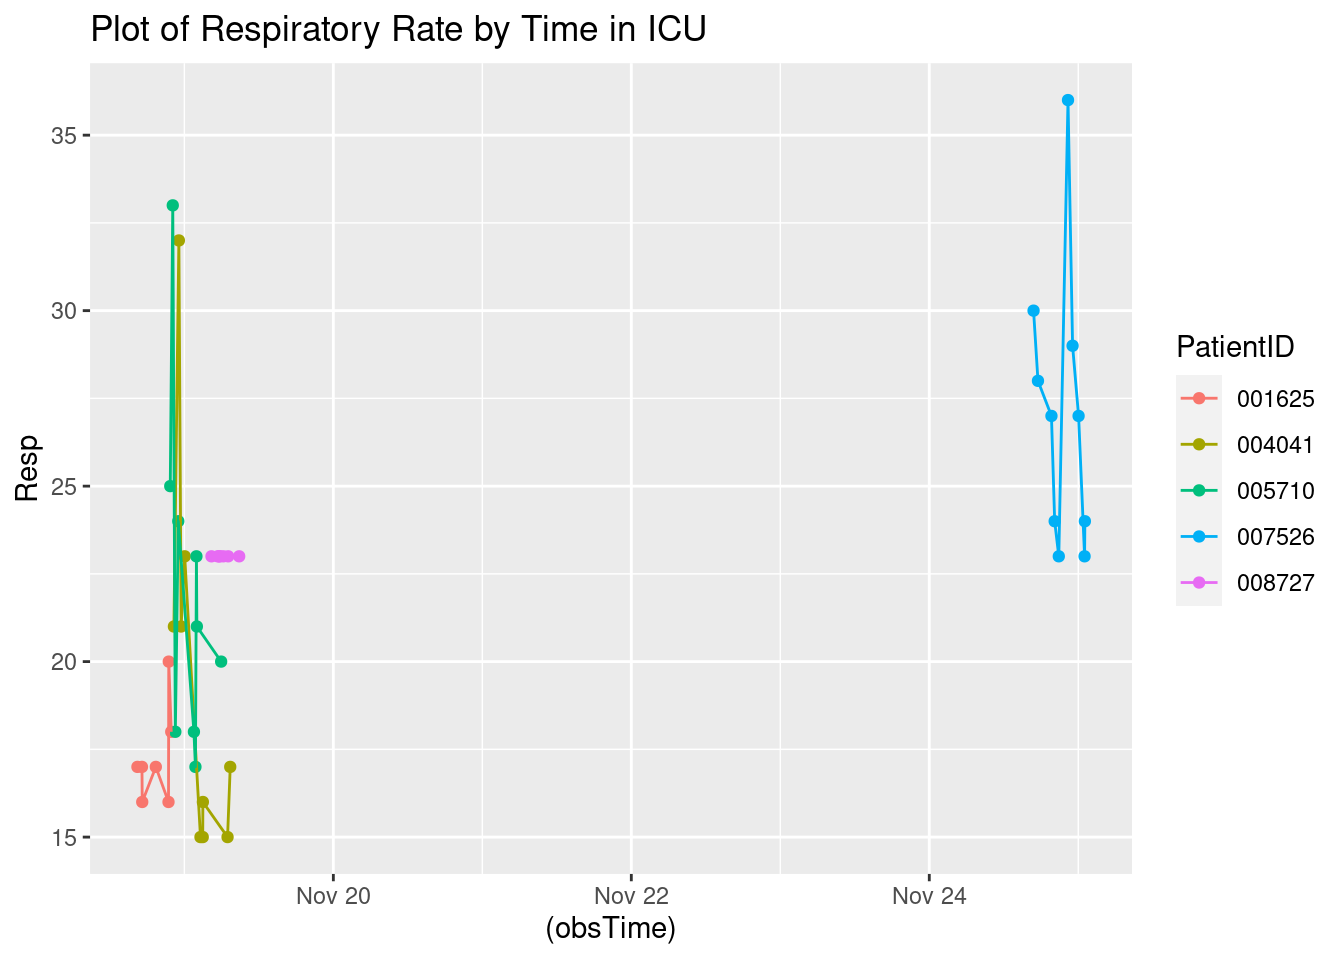 Plot of Respiratory Rate by Time in ICU
35
30
25
20
15
Resp
Nov 20
Nov 22
Nov 24
(obsTime)
PatientID
001625
004041
005710
007526
008727